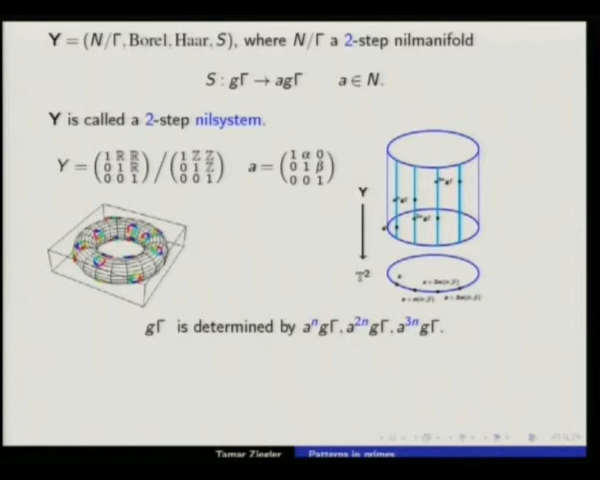 Y = (N/Γ, Borel, Haar, S), where N/Γ a 2-step nilmanifold
S : gΓ → agΓ a ∈ N.
Y is called a 2-step nilsystem.
Y = (1 ℝ ℝ
0 1 ℝ
0 0 1) / (1 ℤ ℤ
0 1 ℤ
0 0 1) a = (1 α 0
0 1 β
0 0 1)
Y
𝕋²
gΓ is determined by aⁿgΓ, a²ⁿgΓ, a³ⁿgΓ.
Tamar Ziegler Patterns in primes